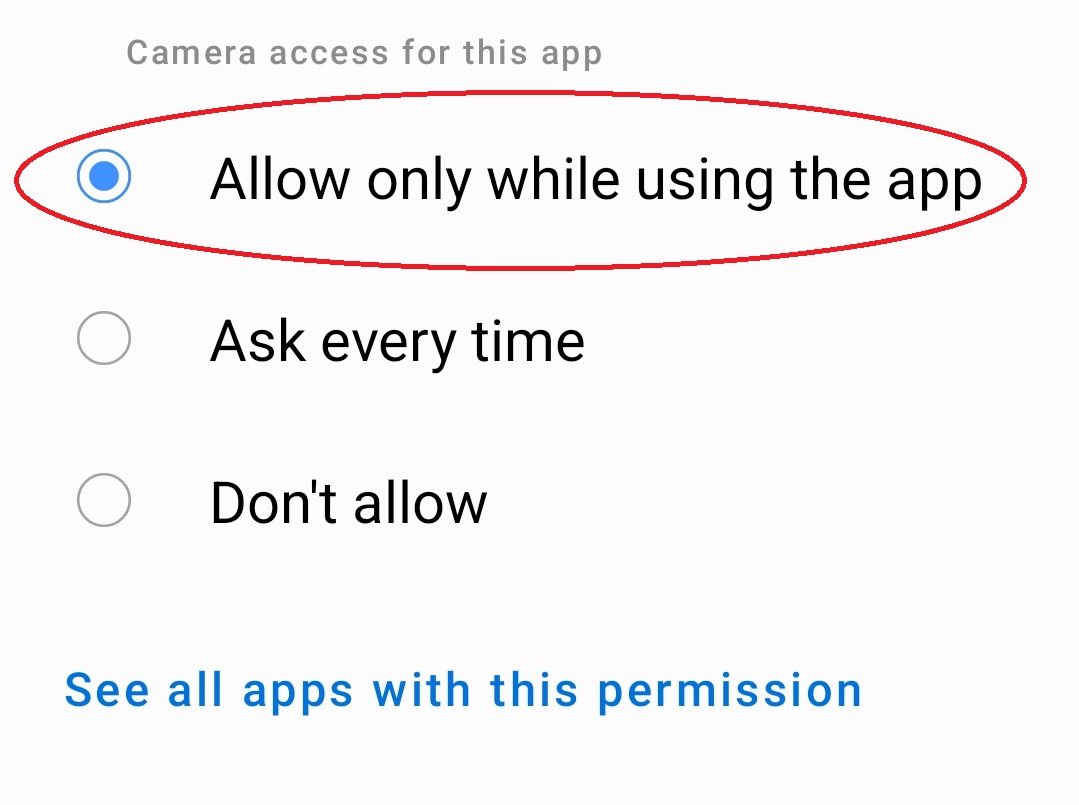 Camera access for this app
Allow only while using the app
Ask every time
Don't allow
See all apps with this permission